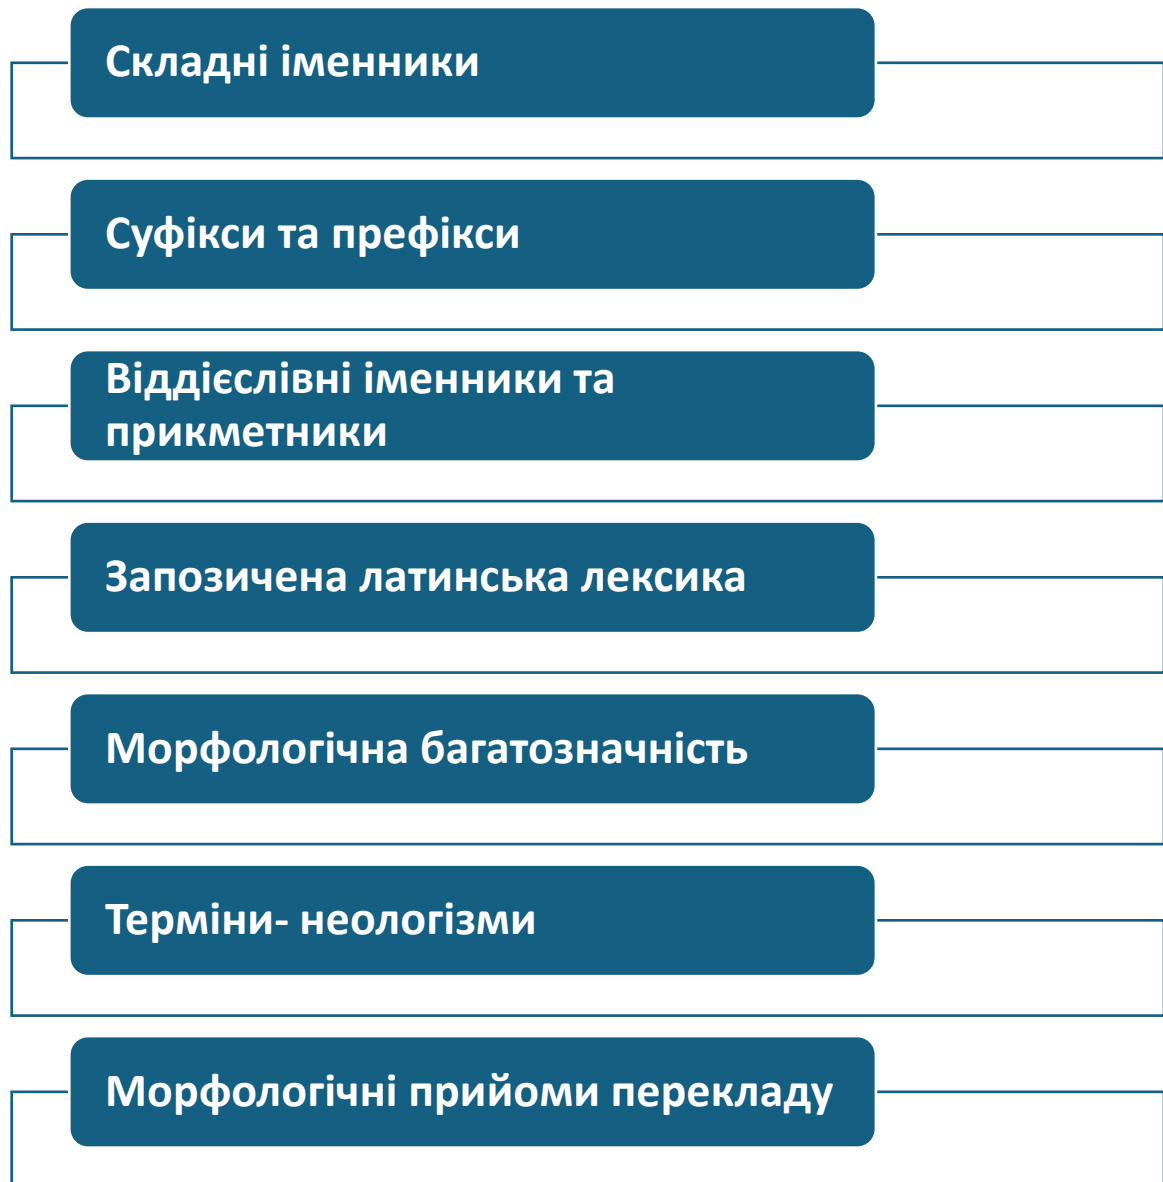 Складні іменники
Суфікси та префікси
Віддієслівні іменники та
прикметники
Запозичена латинська лексика
Морфологічна багатозначність
Терміни- неологізми
Морфологічні прийоми перекладу